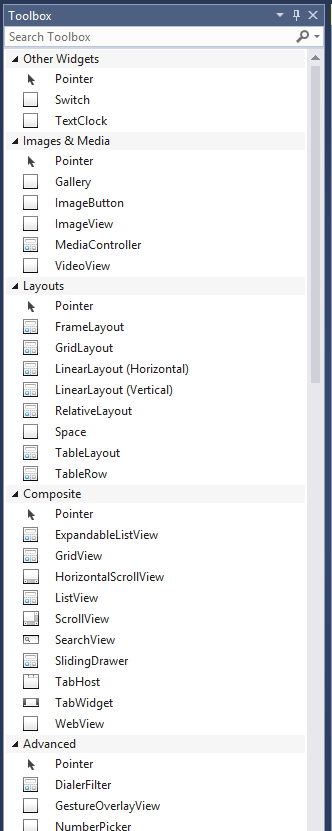 Toolbox
Search Toolbox
Other Widgets
Pointer
Switch
TextClock
Images & Media
Pointer
Gallery
ImageButton
ImageView
MediaController
VideoView
Layouts
Pointer
FrameLayout
GridLayout
LinearLayout (Horizontal)
LinearLayout (Vertical)
RelativeLayout
Space
TableLayout
TableRow
Composite
Pointer
ExpandableListView
GridView
HorizontalScrollView
ListView
ScrollView
SearchView
SlidingDrawer
TabHost
TabWidget
WebView
Advanced
Pointer
DialerFilter
GestureOverlayView
NumberPicker